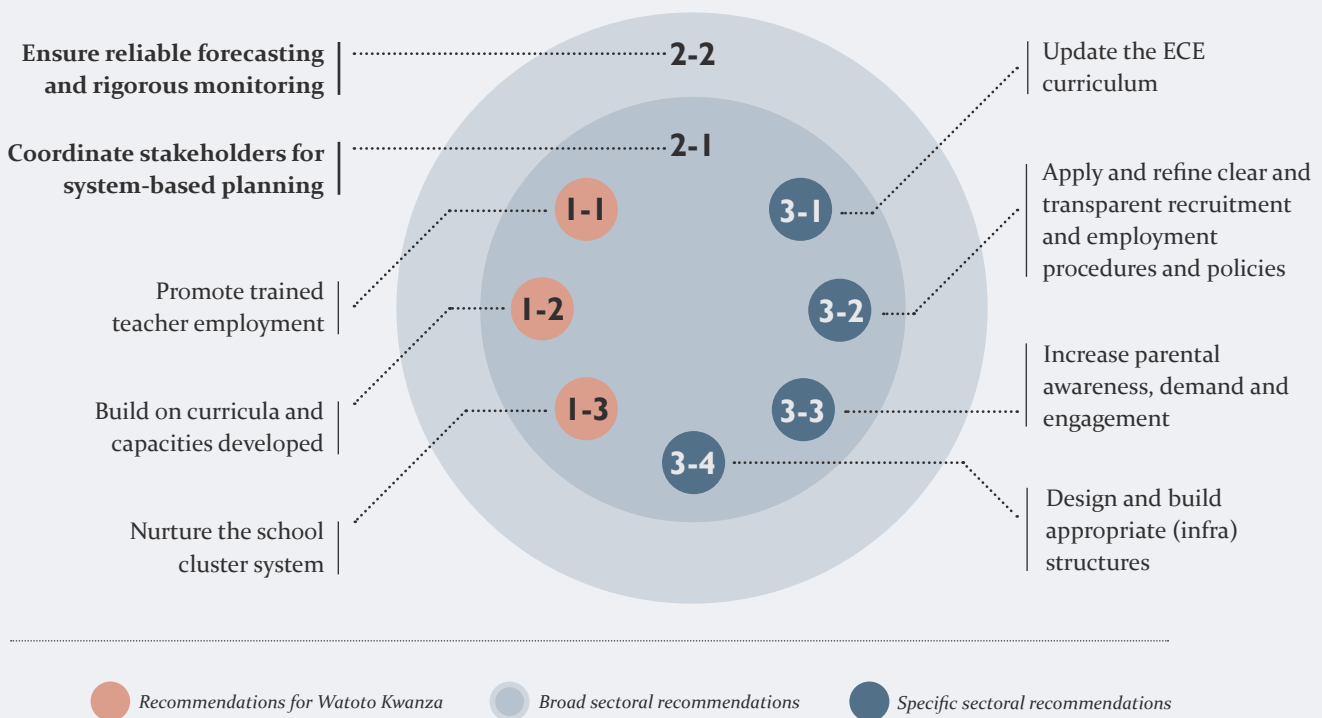 Ensure reliable forecasting
and rigorous monitoring
2-2
Coordinate stakeholders for
system-based planning
2-1
1-1
Promote trained
teacher employment
1-2
Build on curricula and
capacities developed
1-3
Nurture the school
cluster system
3-1
Update the ECE
curriculum
3-2
Apply and refine clear and
transparent recruitment
and employment
procedures and policies
3-3
Increase parental
awareness, demand and
engagement
3-4
Design and build
appropriate (infra)
structures
Recommendations for Watoto Kwanza
Broad sectoral recommendations
Specific sectoral recommendations